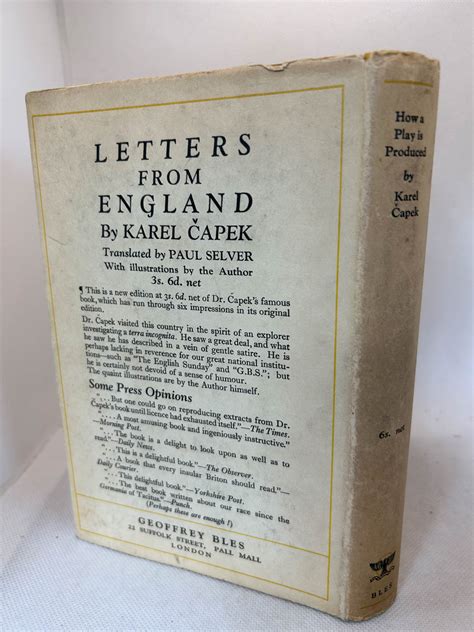 LETTERS
FROM
ENGLAND
By KAREL ČAPEK
Translated by PAUL SELVER
With illustrations by the Author
3s. 6d. net
¶ This is a new edition at 3s. 6d. net of Dr. Čapek's famous
book, which has run through six impressions in its original
edition.
Dr. Čapek visited this country in the spirit of an explorer
investigating a terra incognita. He saw a great deal, and what
he saw he has described in a vein of gentle satire. He is
perhaps lacking in reverence for our great national institu-
tions—such as "The English Sunday" and "G.B.S."; but
he is certainly not devoid of a sense of humour.
The quaint illustrations are by the Author himself.
Some Press Opinions
". . . But one could go on reproducing extracts from Dr.
Čapek's book until licence had exhausted itself."—The Times.
". . . A most amusing book and ingeniously instructive."
—Morning Post.
". . . The book is a delight to look upon as well as to
read."—Daily News.
". . . This is a delightful book."—The Observer.
". . . A book that every insular Briton should read."—
Daily Courier.
". . . This delightful book."—Yorkshire Post.
". . . The best book written about our race since the
Germania of Tacitus."—Punch.
(Perhaps these are enough!)
GEOFFREY BLES
22 SUFFOLK STREET, PALL MALL
LONDON
How a
Play is
Produced
by
Karel
Čapek
6s. net
BLES